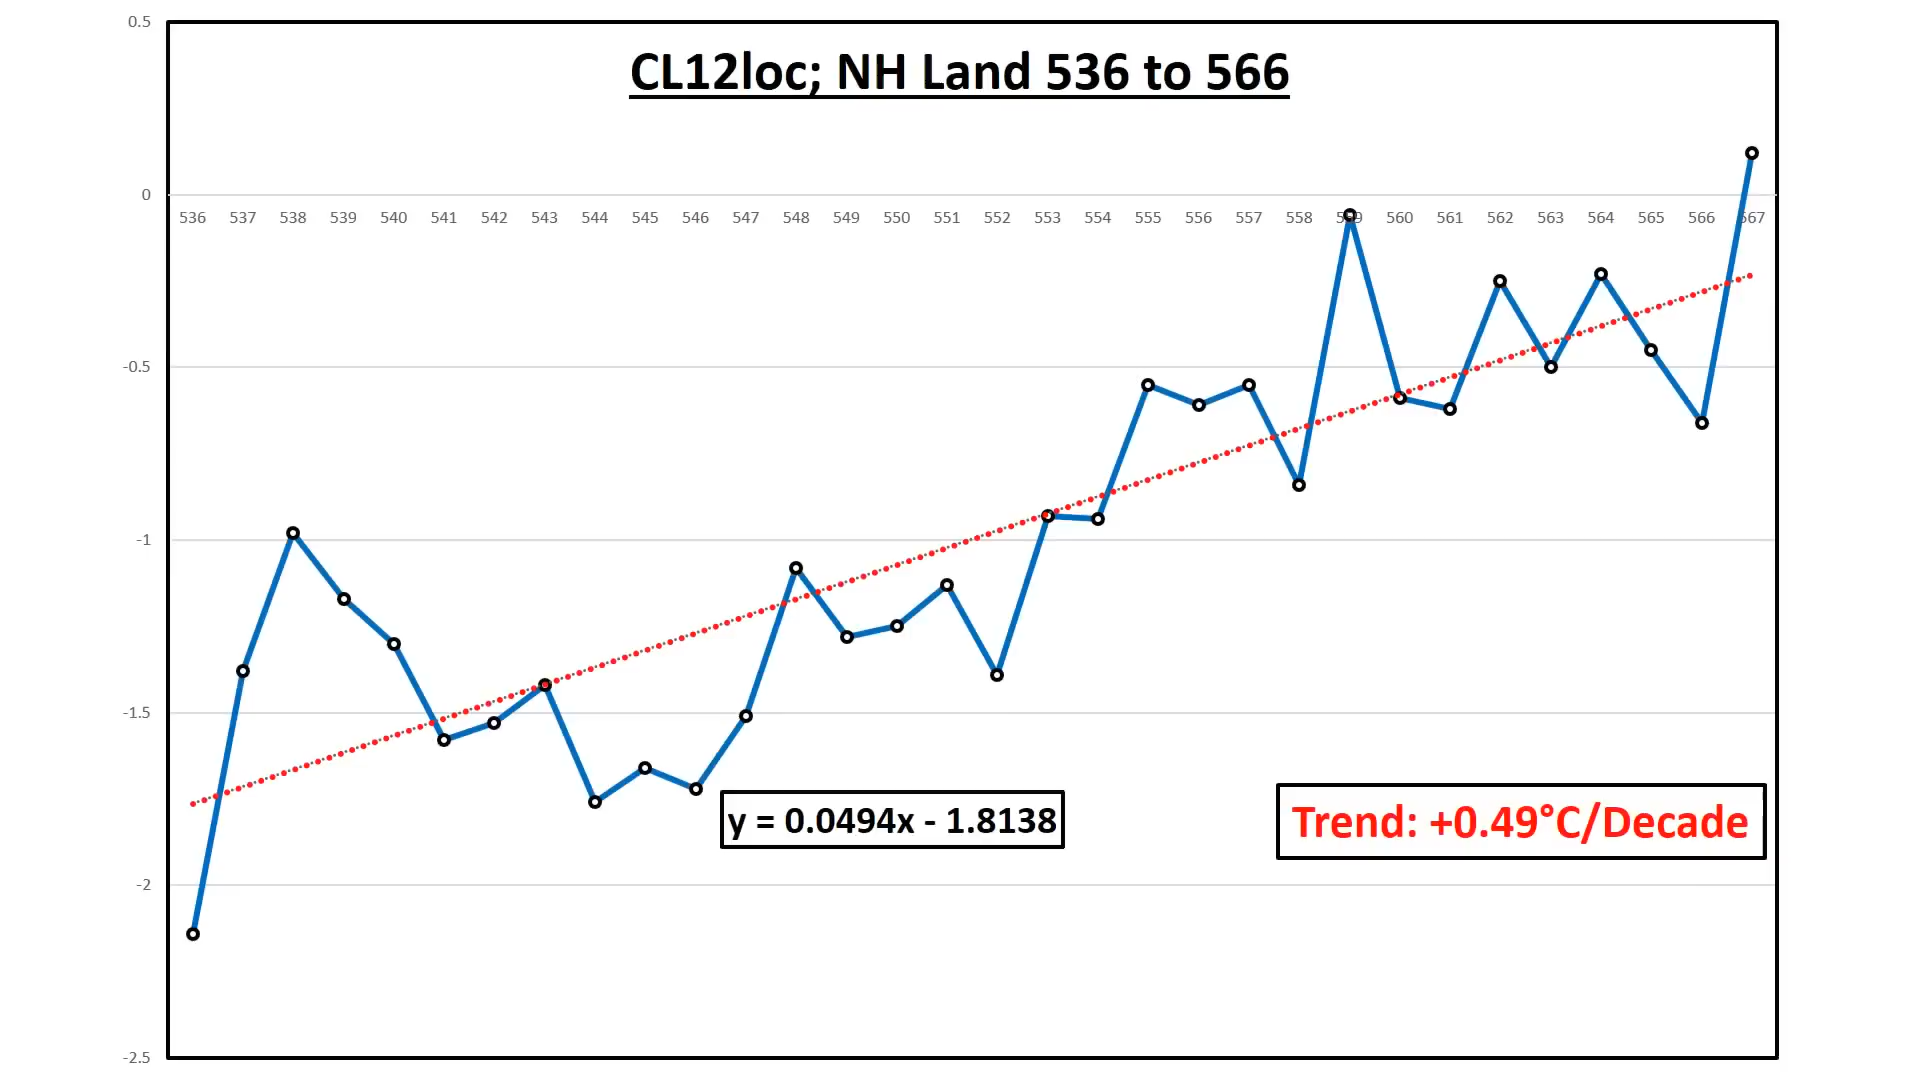 0.5
CL12loc; NH Land 536 to 566
0
536 537 538 539 540 541 542 543 544 545 546 547 548 549 550 551 552 553 554 555 556 557 558 559 560 561 562 563 564 565 566 567
-0.5
-1
-1.5
y = 0.0494x - 1.8138
Trend: +0.49°C/Decade
-2
-2.5